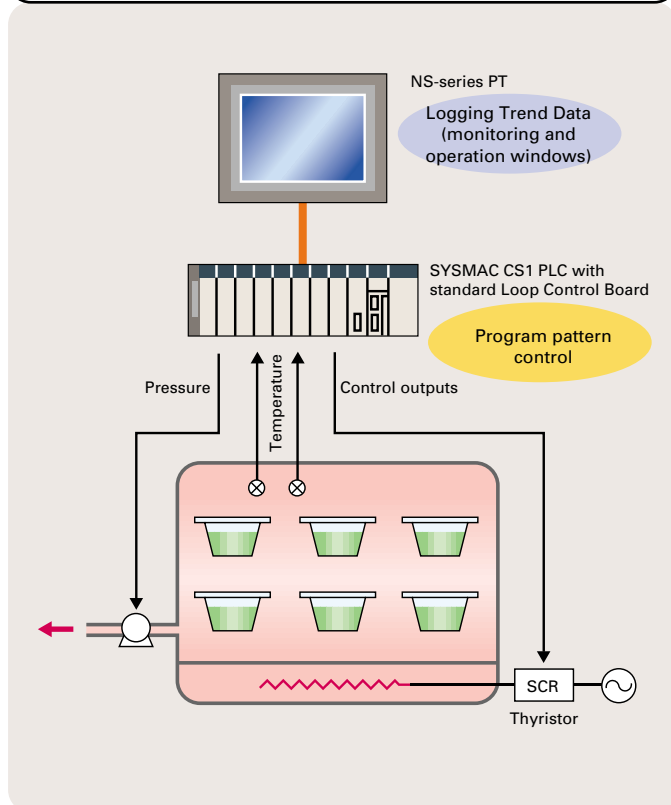 NS-series PT
Logging Trend Data
(monitoring and
operation windows)
SYSMAC CS1 PLC with
standard Loop Control Board
Program pattern
control
Pressure
Temperature
Control outputs
SCR
Thyristor